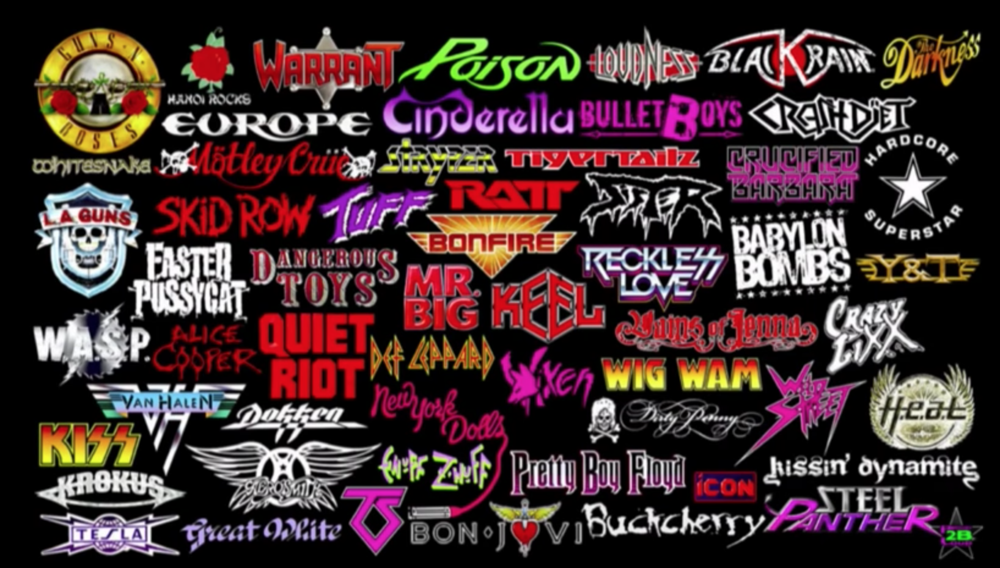 GUNS N' ROSES
HANOI ROCKS
WARRANT
POISON
LOUDNESS
BLACKRAIN
The Darkness
EUROPE
Cinderella
BULLETBOYS
CRASHDÏET
WHITESNAKE
Mötley Crüe
STRYPER
TIGERTAILZ
CRUCIFIED
BARBARA
HARDCORE
SUPERSTAR
L.A GUNS
SKID ROW
TUFF
RATT
BONFIRE
SISTER
BABYLON
BOMBS
FASTER
PUSSYCAT
DANGEROUS
TOYS
MR.
BIG
KEEL
RECKLESS
LOVE
Y&T
W.A.S.P.
ALICE
COOPER
QUIET
RIOT
DEF LEPPARD
Vixen
Vains of Jenna
CRAZY
LIXX
WIG WAM
WILD
STREET
H.e.a.t
VAN HALEN
VH
Dokken
New York
Dolls
Dirty Penny
KISS
KROKUS
AEROSMITH
ENUFF Z'NUFF
Pretty Boy Floyd
ICON
kissin' dynamite
TESLA
Great White
TS
BON JOVI
Buckcherry
STEEL
PANTHER
2B
LOUD